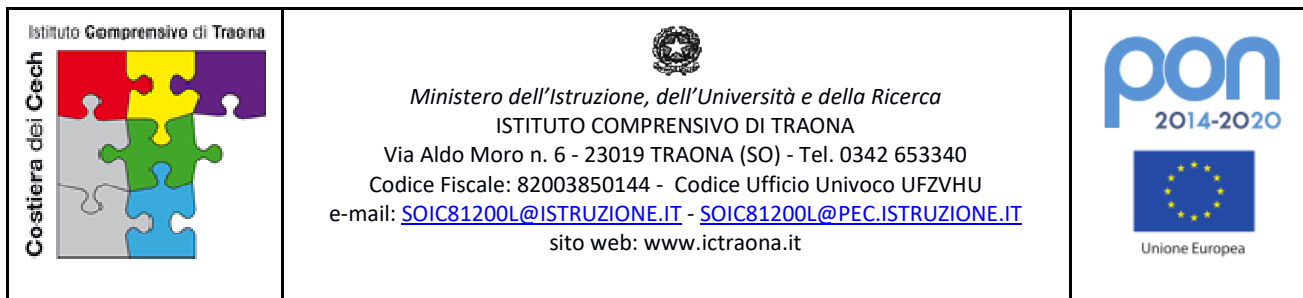 Istituto Comprensivo di Traona
Costiera dei Cech
Ministero dell'Istruzione, dell'Università e della Ricerca
ISTITUTO COMPRENSIVO DI TRAONA
Via Aldo Moro n. 6 - 23019 TRAONA (SO) - Tel. 0342 653340
Codice Fiscale: 82003850144 - Codice Ufficio Univoco UFZVHU
e-mail: SOIC81200L@ISTRUZIONE.IT - SOIC81200L@PEC.ISTRUZIONE.IT
sito web: www.ictraona.it
pon
2014-2020
Unione Europea